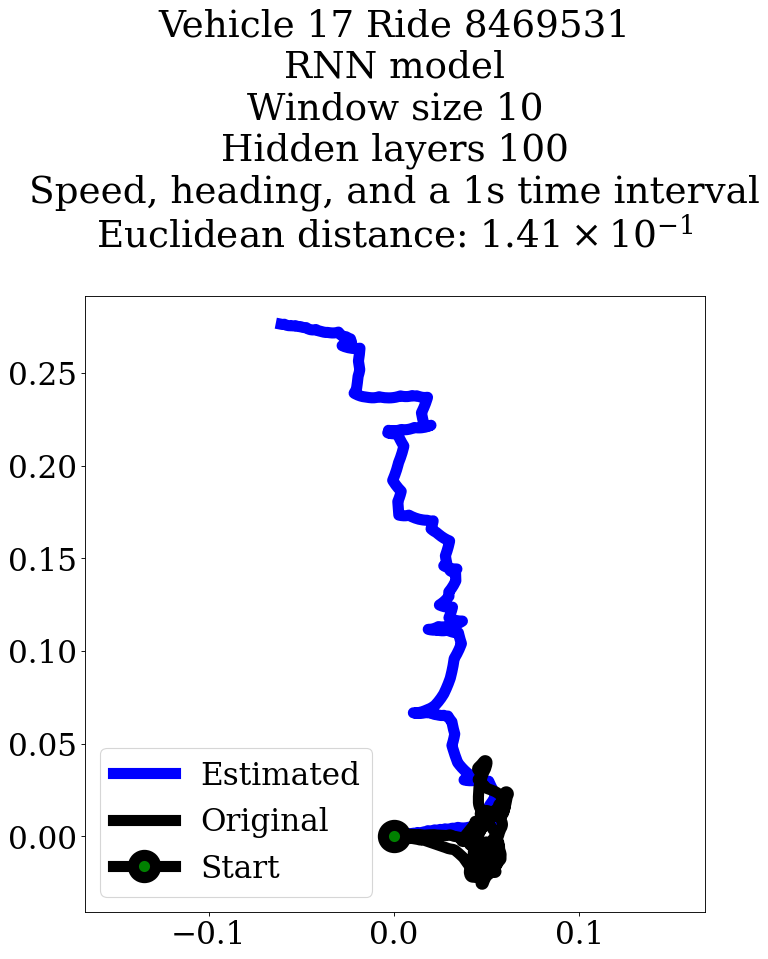 Vehicle 17 Ride 8469531
RNN model
Window size 10
Hidden layers 100
Speed, heading, and a 1s time interval
Euclidean distance: 1.41 × 10⁻¹
0.25
0.20
0.15
0.10
0.05
0.00
Estimated
Original
Start
−0.1
0.0
0.1